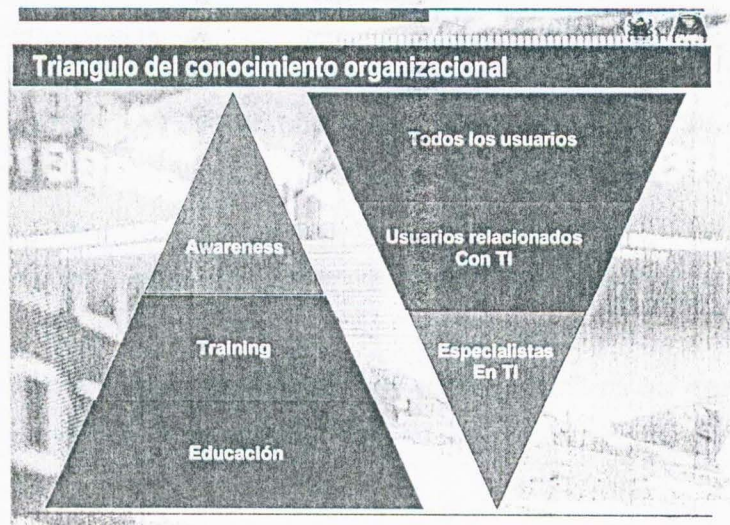 Triangulo del conocimiento organizacional
Awareness
Training
Educación
Todos los usuarios
Usuarios relacionados
Con TI
Especialistas
En TI